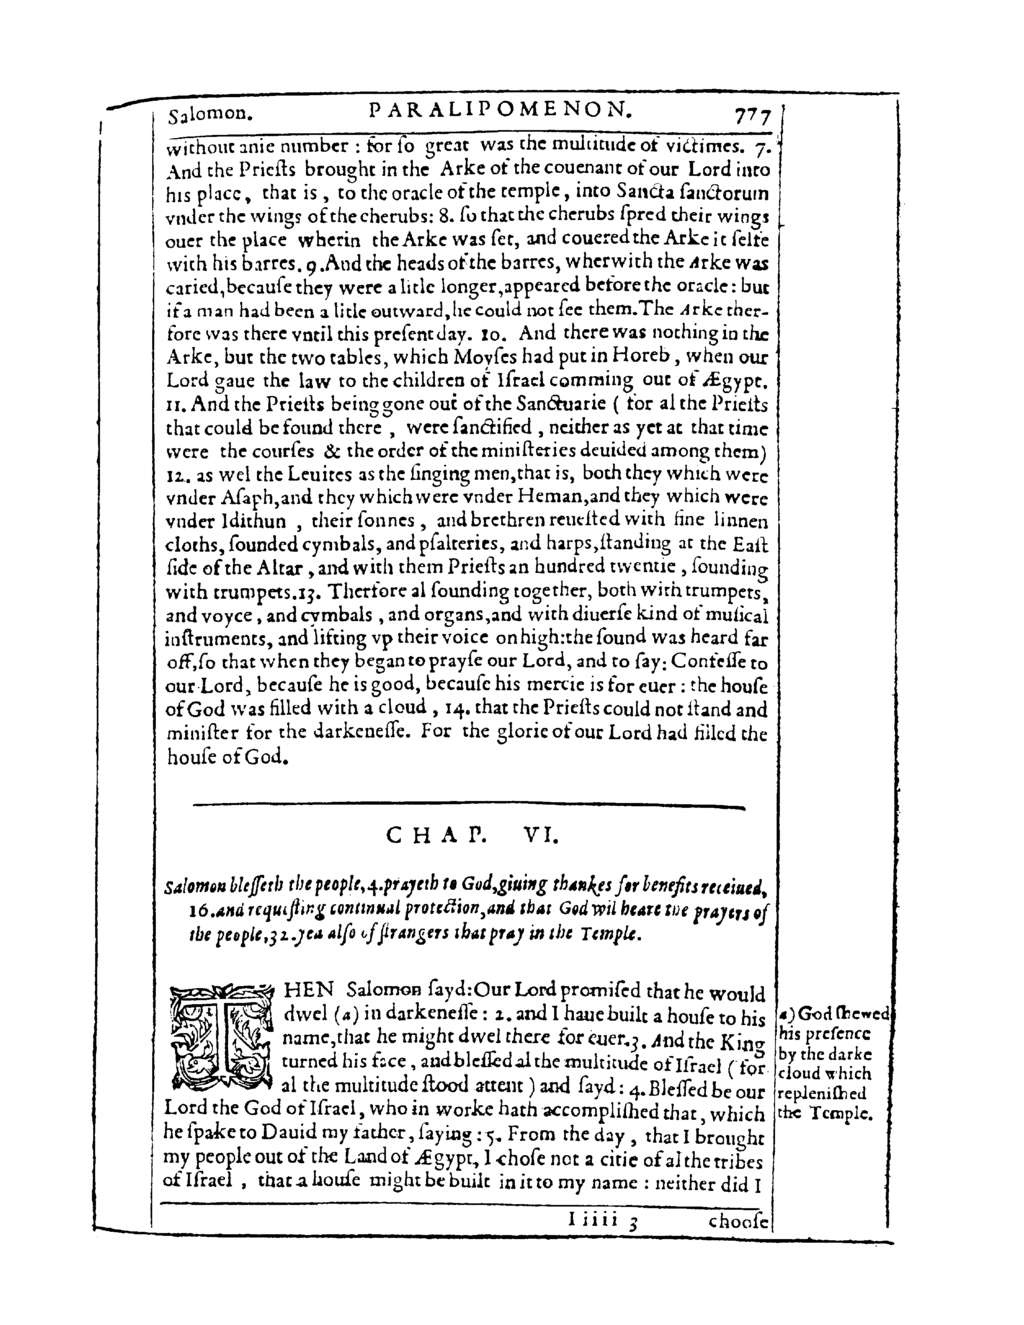 Salomon. PARALIPOMENON. 777
without anie number : for ſo great was the multitude of victimes. 7.
And the Prieſts brought in the Arke of the couenant of our Lord into
his place, that is, to the oracle of the temple, into Sancta ſanctorum
vnder the wings of the cherubs: 8. ſo that the cherubs ſpred their wings
ouer the place wherin the Arke was ſet, and couered the Arke it ſelfe
with his barres. 9. And the heads of the barres, wherwith the Arke was
caried, becauſe they were a litle longer, appeared before the oracle: but
if a man had been a litle outward, he could not ſee them. The Arke ther-
fore was there vntil this preſent day. 10. And there was nothing in the
Arke, but the two tables, which Moyſes had put in Horeb, when our
Lord gaue the law to the children of Iſrael comming out of Ægypt.
11. And the Prieſts being gone out of the Sanctuarie ( for al the Prieſts
that could be found there, were ſanctified, neither as yet at that time
were the courſes & the order of the miniſteries deuided among them)
12. as wel the Leuites as the ſinging men, that is, both they which were
vnder Aſaph, and they which were vnder Heman, and they which were
vnder Idithun, their ſonnes, and brethren reueſted with fine linnen
cloths, ſounded cymbals, and pſalteries, and harps, ſtanding at the Eaſt
ſide of the Altar, and with them Prieſts an hundred twentie, ſounding
with trumpets. 13. Therfore al ſounding together, both with trumpets,
and voyce, and cymbals, and organs, and with diuerſe kind of muſical
inſtruments, and lifting vp their voice on high: the ſound was heard far
off, ſo that when they began to prayſe our Lord, and to ſay: Confeſſe to
our Lord, becauſe he is good, becauſe his mercie is for euer : the houſe
of God was filled with a cloud, 14. that the Prieſts could not ſtand and
miniſter for the darkeneſſe. For the glorie of our Lord had filled the
houſe of God.
CHAP. VI.
Salomon bleſſeth the people, 4. prayeth to God, giuing thankes for benefits receiued,
16. and requiſting continual protection, and that God wil heare the prayers of
the people, 32. yea alſo of ſtrangers that pray in the Temple.
THEN Salomon ſayd: Our Lord promiſed that he would
dwel (a) in darkeneſſe : 2. and I haue built a houſe to his
name, that he might dwel there for euer. 3. And the King
turned his face, and bleſſed al the multitude of Iſrael ( for
al the multitude ſtood attent ) and ſayd : 4. Bleſſed be our
Lord the God of Iſrael, who in worke hath accompliſhed that, which
he ſpake to Dauid my father, ſaying : 5. From the day, that I brought
my people out of the Land of Ægypt, I choſe not a citie of al the tribes
of Iſrael, that a houſe might be built in it to my name : neither did I
a) God ſhewed
his preſence
by the darke
cloud which
repleniſhed
the Temple.
Iiiii 3 chooſe